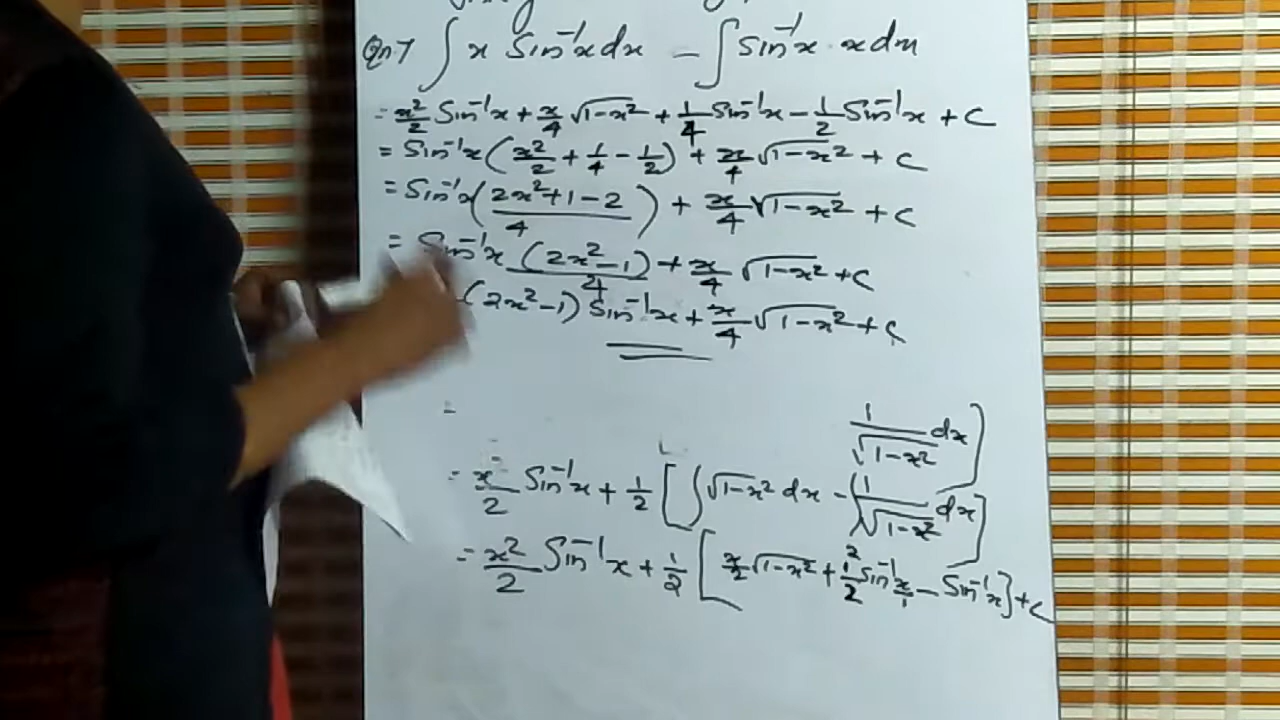 Qn7 ∫ x Sin⁻¹x dx = ∫ Sin⁻¹x · x dx
= x²/2 Sin⁻¹x + x/4 √1-x² + 1/4 Sin⁻¹x - 1/2 Sin⁻¹x + C
= Sin⁻¹x (x²/2 + 1/4 - 1/2) + x/4 √1-x² + C
= Sin⁻¹x (2x²+1-2 / 4) + x/4 √1-x² + C
= Sin⁻¹x (2x²-1)/4 + x/4 √1-x² + C
(2x²-1) Sin⁻¹x + x/4 √1-x² + C
1/√1-x² dx ]
= x²/2 Sin⁻¹x + 1/2 [ ∫ √1-x² dx - ∫ 1/√1-x² dx ]
= x²/2 Sin⁻¹x + 1/2 [ x/2 √1-x² + 1²/2 Sin⁻¹ x/1 - Sin⁻¹x ] + C